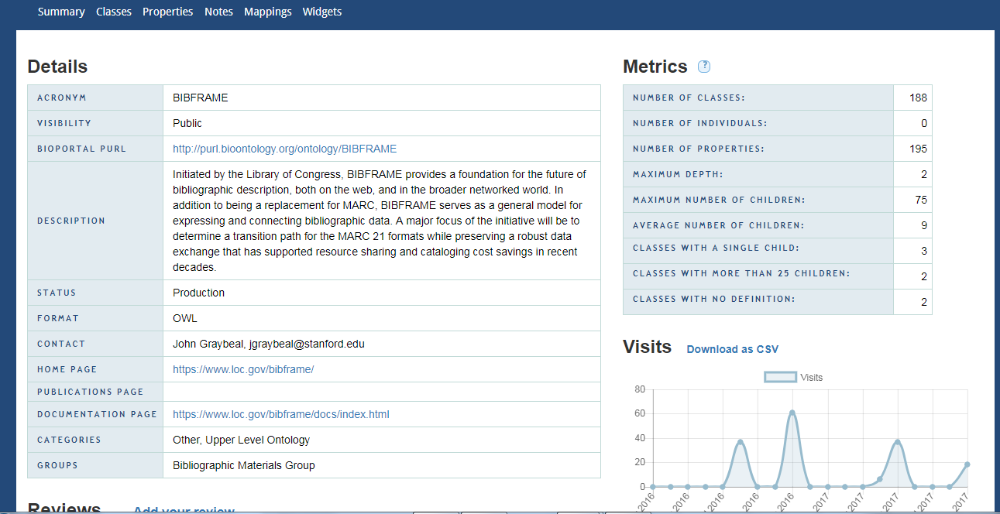 Summary Classes Properties Notes Mappings Widgets
Details
ACRONYM BIBFRAME
VISIBILITY Public
BIOPORTAL PURL http://purl.bioontology.org/ontology/BIBFRAME
DESCRIPTION
Initiated by the Library of Congress, BIBFRAME provides a foundation for the future of
bibliographic description, both on the web, and in the broader networked world. In
addition to being a replacement for MARC, BIBFRAME serves as a general model for
expressing and connecting bibliographic data. A major focus of the initiative will be to
determine a transition path for the MARC 21 formats while preserving a robust data
exchange that has supported resource sharing and cataloging cost savings in recent
decades.
STATUS Production
FORMAT OWL
CONTACT John Graybeal, jgraybeal@stanford.edu
HOME PAGE https://www.loc.gov/bibframe/
PUBLICATIONS PAGE
DOCUMENTATION PAGE https://www.loc.gov/bibframe/docs/index.html
CATEGORIES Other, Upper Level Ontology
GROUPS Bibliographic Materials Group
Reviews Add your review
Metrics ?
NUMBER OF CLASSES: 188
NUMBER OF INDIVIDUALS: 0
NUMBER OF PROPERTIES: 195
MAXIMUM DEPTH: 2
MAXIMUM NUMBER OF CHILDREN: 75
AVERAGE NUMBER OF CHILDREN: 9
CLASSES WITH A SINGLE CHILD: 3
CLASSES WITH MORE THAN 25 CHILDREN: 2
CLASSES WITH NO DEFINITION: 2
Visits Download as CSV
Visits
80
60
40
20
0
2016 2016 2016 2016 2016 2017 2017 2017 2017 2017